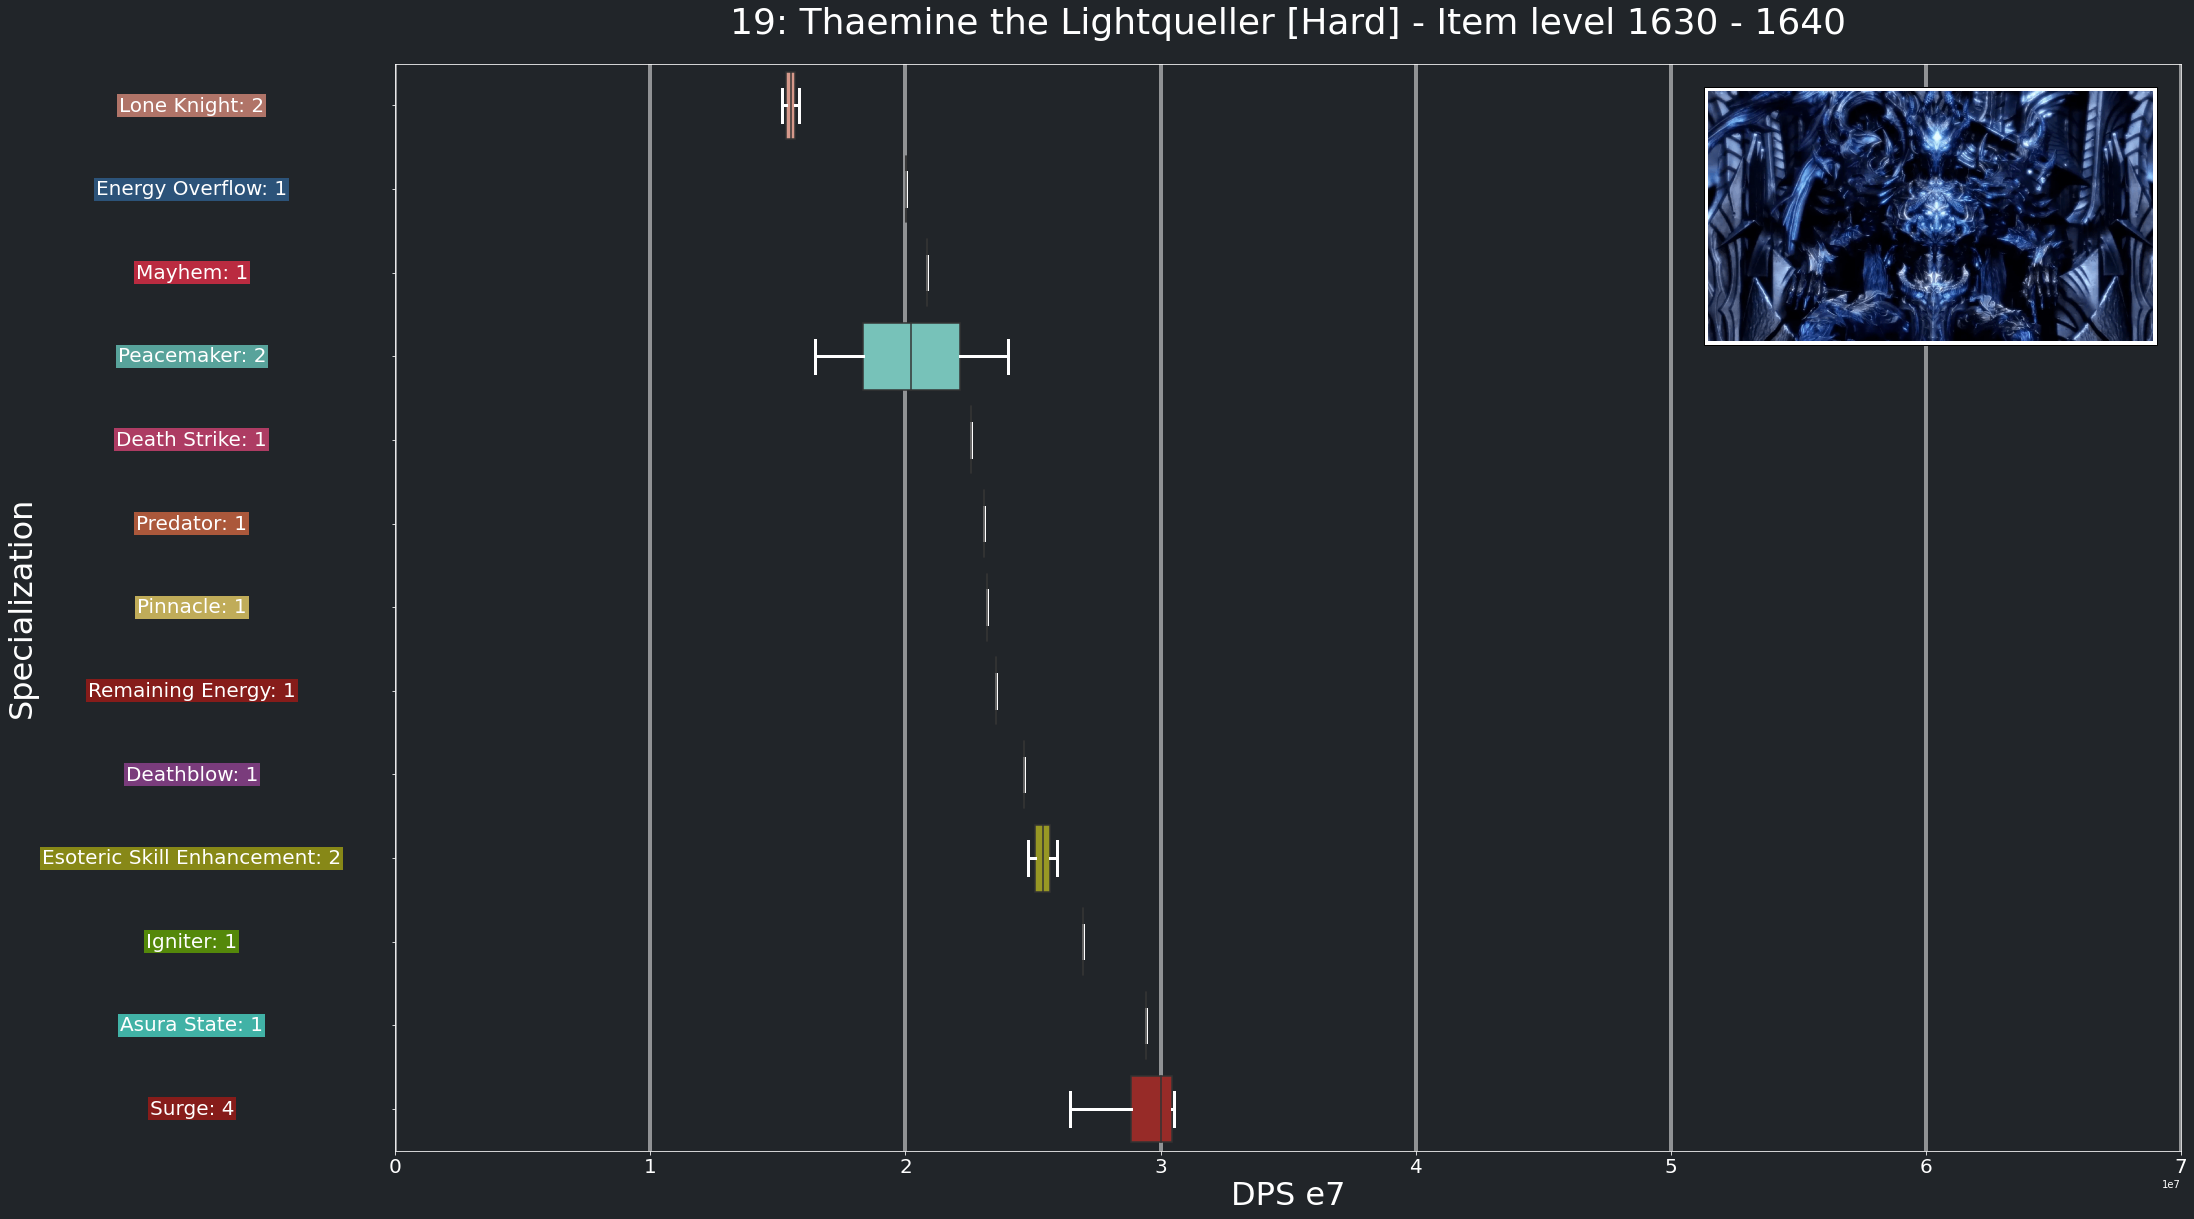 19: Thaemine the Lightqueller [Hard] - Item level 1630 - 1640
Lone Knight: 2
Energy Overflow: 1
Mayhem: 1
Peacemaker: 2
Death Strike: 1
Predator: 1
Pinnacle: 1
Remaining Energy: 1
Deathblow: 1
Esoteric Skill Enhancement: 2
Igniter: 1
Asura State: 1
Surge: 4
Specialization
0 1 2 3 4 5 6 7
1e7
DPS e7